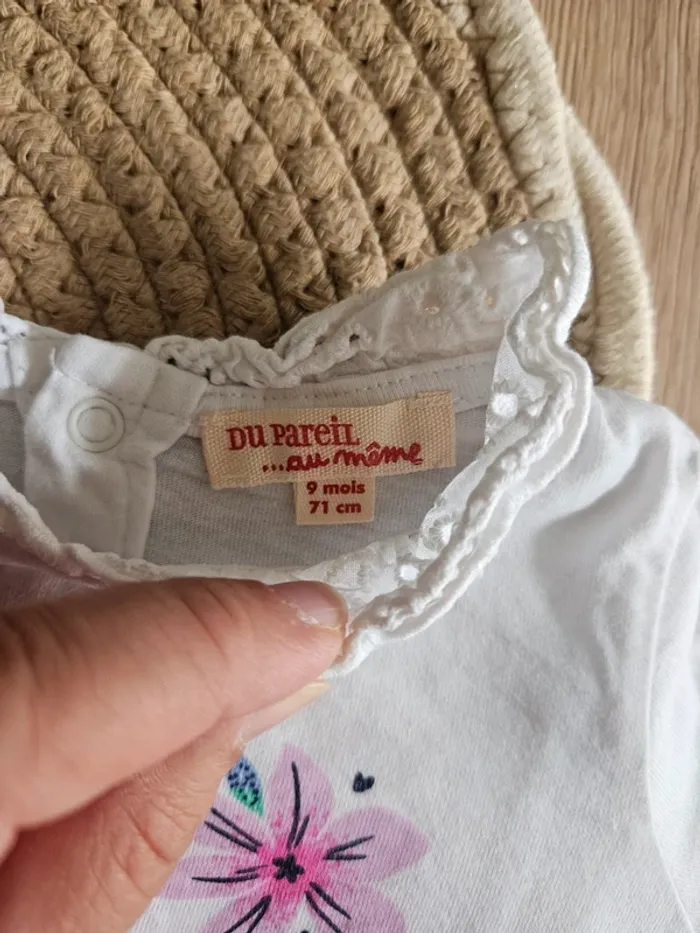 DU PAREIL
...au même
9 mois
71 cm